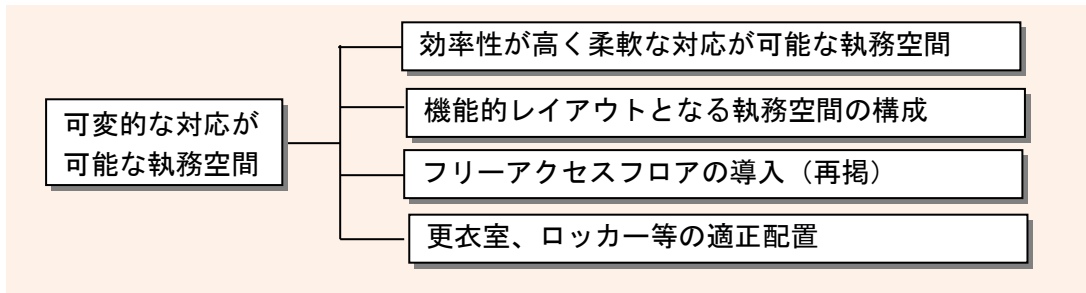 可変的な対応が
可能な執務空間
効率性が高く柔軟な対応が可能な執務空間
機能的レイアウトとなる執務空間の構成
フリーアクセスフロアの導入（再掲）
更衣室、ロッカー等の適正配置